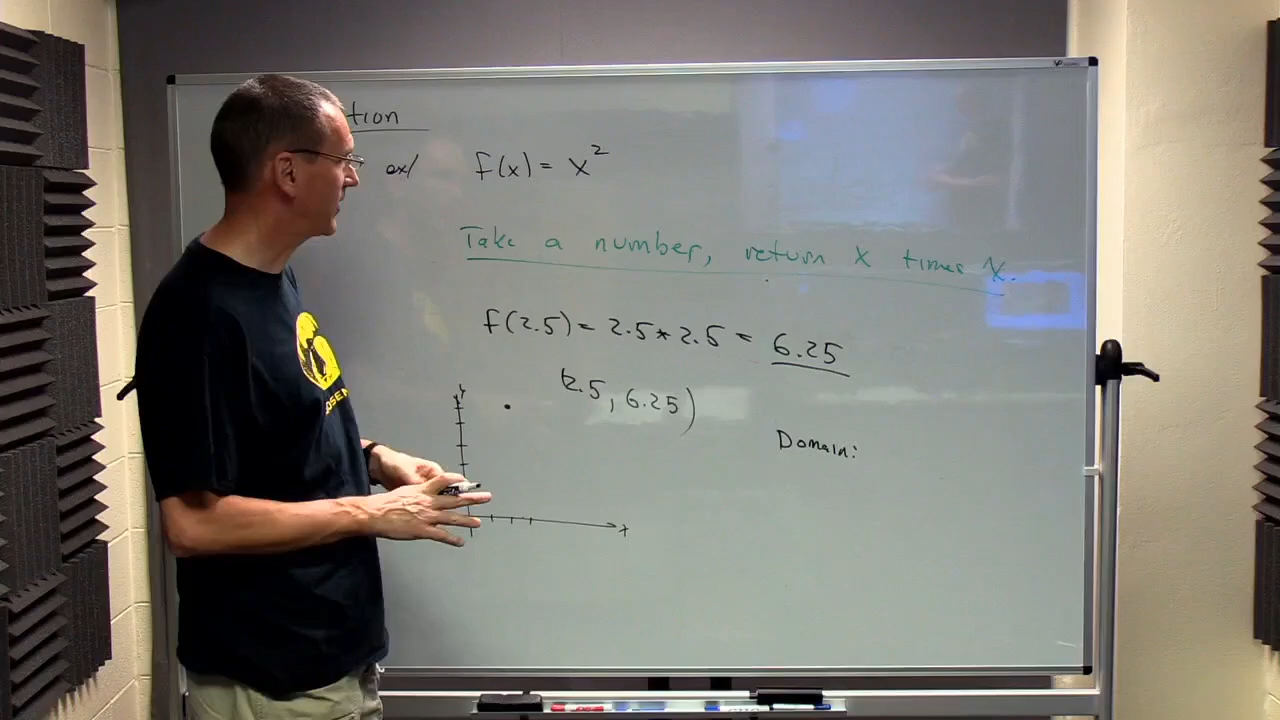 tion
ex/ f(x) = x²
Take a number, return x times x.
f(2.5) = 2.5 * 2.5 = 6.25
(2.5, 6.25)
y
Domain:
x